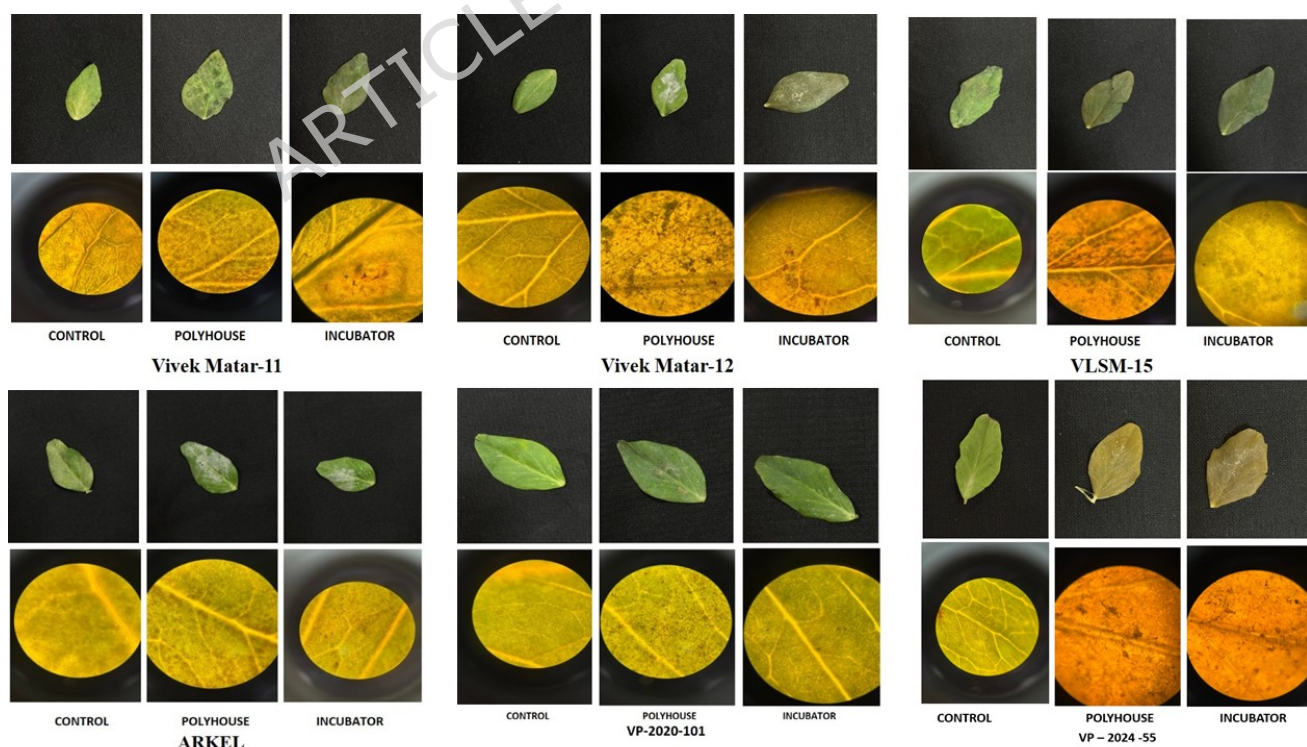 ARTICLE
CONTROL POLYHOUSE INCUBATOR
Vivek Matar-11
CONTROL POLYHOUSE INCUBATOR
Vivek Matar-12
CONTROL POLYHOUSE INCUBATOR
VLSM-15
CONTROL POLYHOUSE INCUBATOR
ARKEL
CONTROL POLYHOUSE INCUBATOR
VP-2020-101
CONTROL POLYHOUSE INCUBATOR
VP – 2024 -55